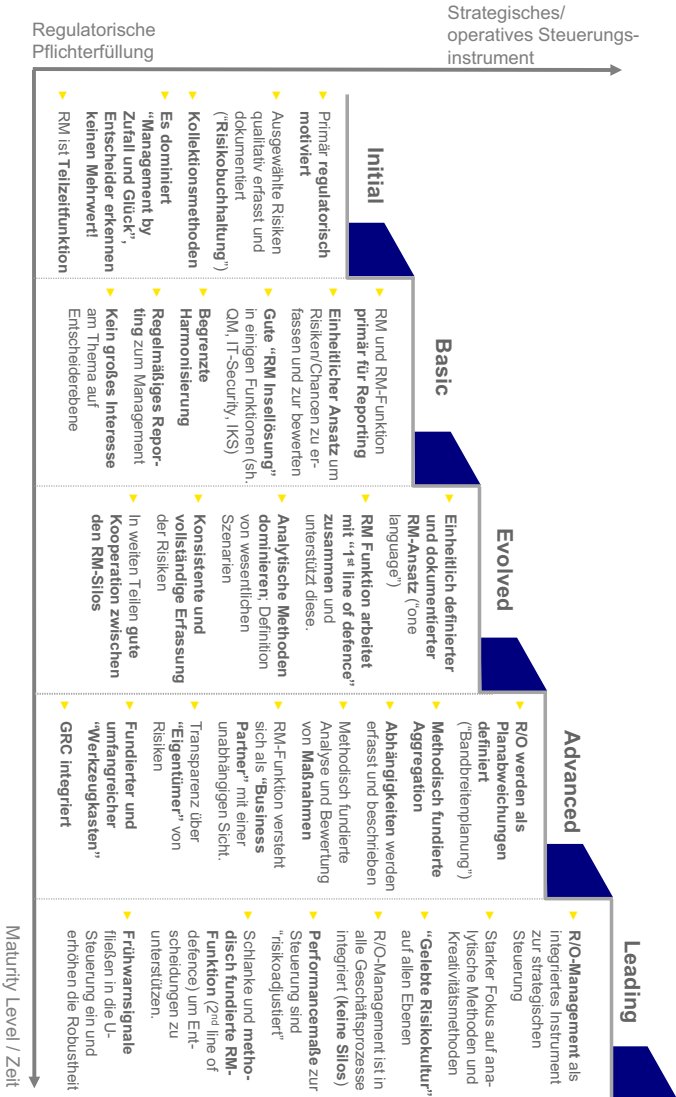 Regulatorische
Pflichterfüllung
Strategisches/
operatives Steuerungs-
instrument
Initial
Primär regulatorisch
motiviert
Ausgewählte Risiken
qualitativ erfasst und
dokumentiert
(“Risikobuchhaltung”)
Kollektionsmethoden
Es dominiert
“Management by
Zufall und Glück”,
Entscheider erkennen
keinen Mehrwert!
RM ist Teilzeitfunktion
Basic
RM und RM-Funktion
primär für Reporting
Einheitlicher Ansatz um
Risiken/Chancen zu er-
fassen und zur bewerten
Gute “RM Insellösung”
in einigen Funktionen (sh.
QM, IT-Security, IKS)
Begrenzte
Harmonisierung
Regelmäßiges Repor-
ting zum Management
Kein großes Interesse
am Thema auf
Entscheiderebene
Evolved
Einheitlich definierter
und dokumentierter
RM-Ansatz (“one
language”)
RM Funktion arbeitet
mit “1st line of defence”
zusammen und
unterstützt diese.
Analytische Methoden
dominieren; Definition
von wesentlichen
Szenarien
Konsistente und
vollständige Erfassung
der Risiken
In weiten Teilen gute
Kooperation zwischen
den RM-Silos
Advanced
R/O werden als
Planabweichungen
definiert
(“Bandbreitenplanung”)
Methodisch fundierte
Aggregation
Abhängigkeiten werden
erfasst und beschrieben
Methodisch fundierte
Analyse und Bewertung
von Maßnahmen
RM-Funktion versteht
sich als “Business
Partner” mit einer
unabhängigen Sicht.
Transparenz über
“Eigentümer” von
Risiken
Fundierter und
umfangreicher
“Werkzeugkasten”
GRC integriert
Leading
R/O-Management als
integriertes Instrument
zur strategischen
Steuerung
Starker Fokus auf ana-
lytische Methoden und
Kreativitätsmethoden
“Gelebte Risikokultur”
auf allen Ebenen
R/O-Management ist in
alle Geschäftsprozesse
integriert (keine Silos)
Performancemaße zur
Steuerung sind
“risikoadjustiert”
Schlanke und metho-
disch fundierte RM-
Funktion (2nd line of
defence) um Ent-
scheidungen zu
unterstützen.
Frühwarnsignale
fließen in die U-
Steuerung ein und
erhöhen die Robustheit
Maturity Level / Zeit